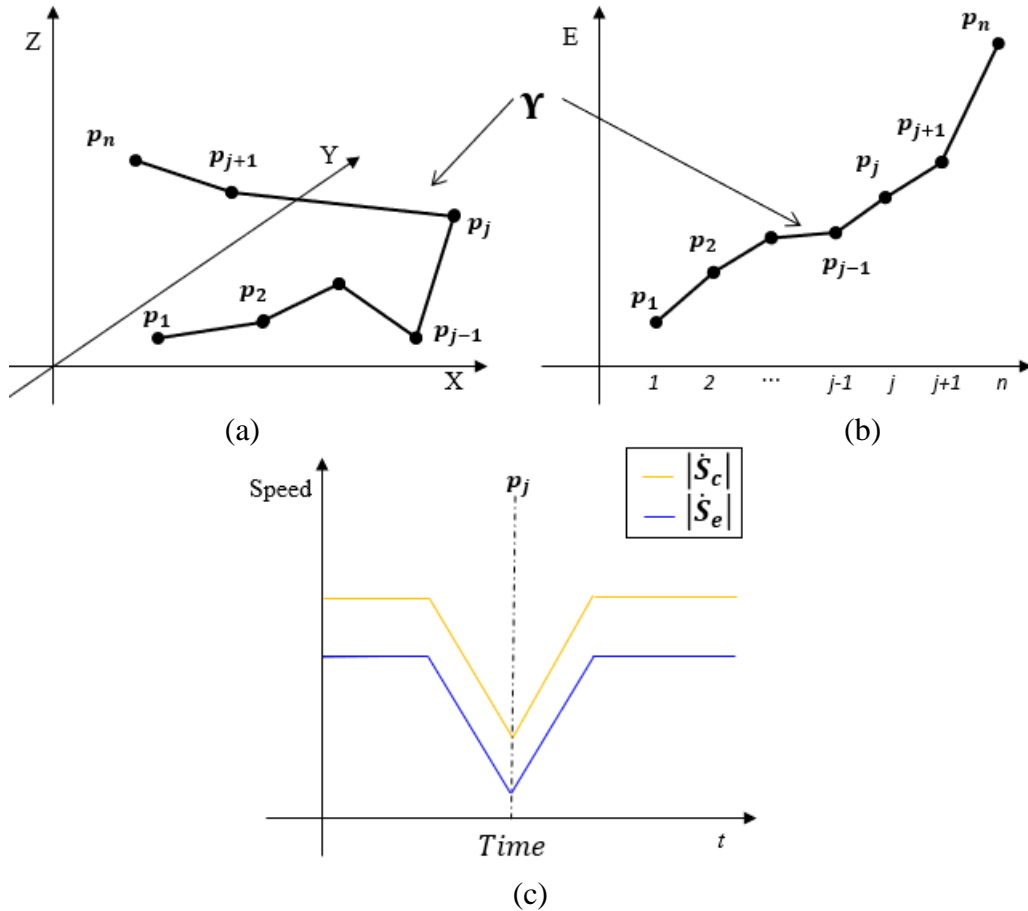 Z
E
p_n
p_{j+1}
Y
ϒ
p_j
p_1
p_2
p_{j-1}
X
p_n
p_{j+1}
p_j
p_2
p_{j-1}
p_1
1 2 ... j-1 j j+1 n
(a)
(b)
Speed
p_j
|Ṡ_c|
|Ṡ_e|
Time
t
(c)